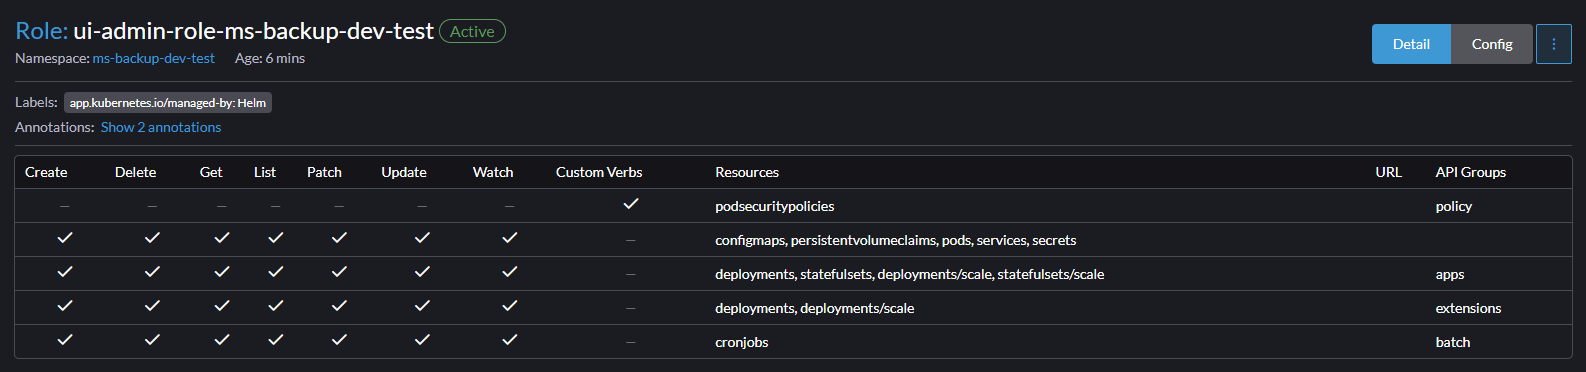 Role: ui-admin-role-ms-backup-dev-test Active
Detail Config
Namespace: ms-backup-dev-test Age: 6 mins
Labels: app.kubernetes.io/managed-by: Helm
Annotations: Show 2 annotations
Create Delete Get List Patch Update Watch Custom Verbs Resources URL API Groups
– – – – – – – ✓ podsecuritypolicies policy
✓ ✓ ✓ ✓ ✓ ✓ ✓ – configmaps, persistentvolumeclaims, pods, services, secrets
✓ ✓ ✓ ✓ ✓ ✓ ✓ – deployments, statefulsets, deployments/scale, statefulsets/scale apps
✓ ✓ ✓ ✓ ✓ ✓ ✓ – deployments, deployments/scale extensions
✓ ✓ ✓ ✓ ✓ ✓ ✓ – cronjobs batch